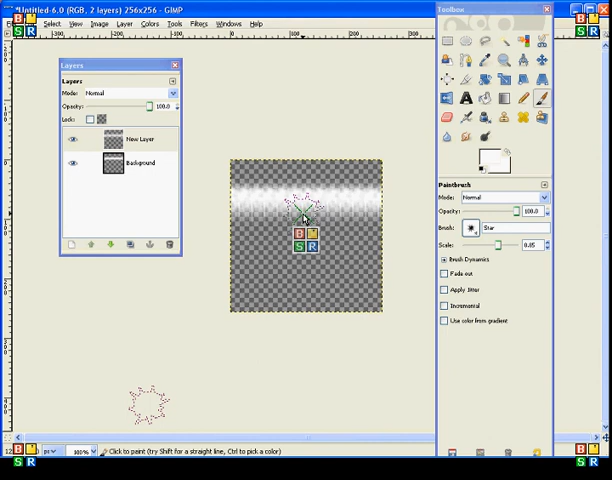 *Untitled-6.0 (RGB, 2 layers) 256x256 - GIMP
Select View Image Layer Colors Tools Filters Windows Help
Toolbox
Layers
Layers
Mode: Normal
Opacity: 100.0
Lock:
New Layer
Background
Paintbrush
Mode: Normal
Opacity: 100.0
Brush: Star
Scale: 0.85
Brush Dynamics
Fade out
Apply Jitter
Incremental
Use color from gradient
B
S R
100% Click to paint (try Shift for a straight line, Ctrl to pick a color)